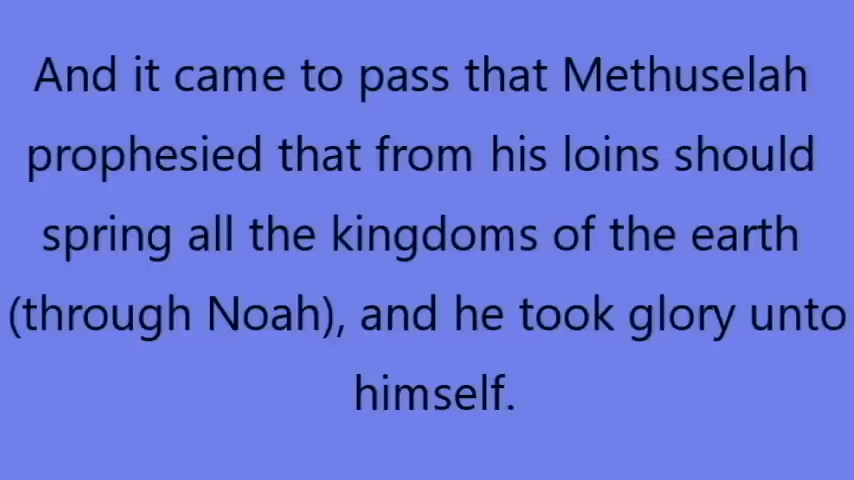 And it came to pass that Methuselah
prophesied that from his loins should
spring all the kingdoms of the earth
(through Noah), and he took glory unto
himself.